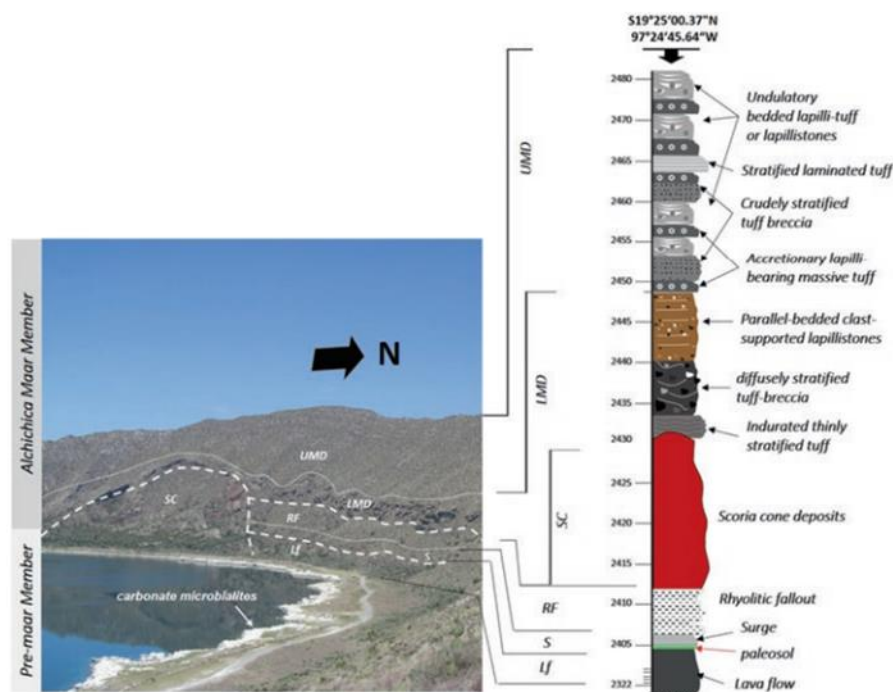 S19°25'00.37"N
97°24'45.64"W
2480
2470
2465
2460
2455
2450
2445
2440
2435
2430
2425
2420
2415
2410
2405
2322
Undulatory
bedded lapilli-tuff
or lapillistones
Stratified laminated tuff
Crudely stratified
tuff breccia
Accretionary lapilli-
bearing massive tuff
Parallel-bedded clast-
supported lapillistones
diffusely stratified
tuff-breccia
Indurated thinly
stratified tuff
Scoria cone deposits
Rhyolitic fallout
Surge
paleosol
Lava flow
UMD
LMD
SC
RF
S
Lf
Alchichica Maar Member
Pre-maar Member
N
UMD
SC
LMD
RF
Lf
S
carbonate microbialites